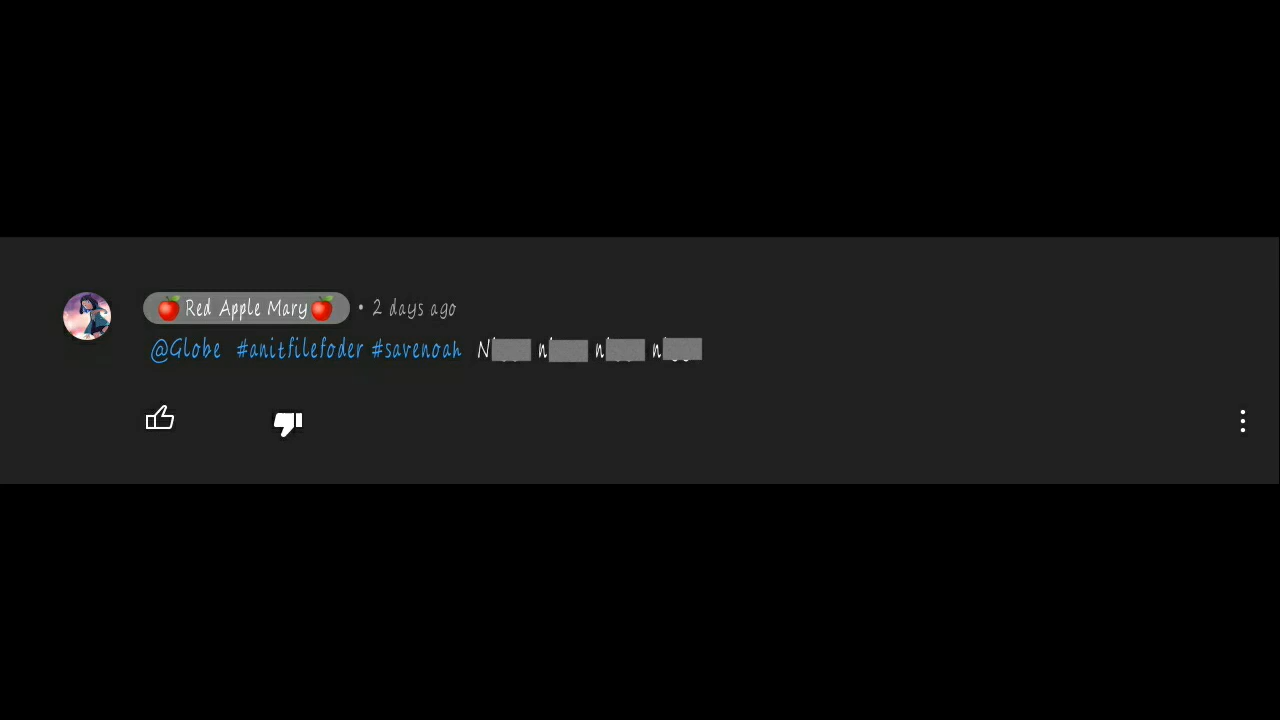 🍎Red Apple Mary🍎 • 2 days ago
@Globe #anitfilefoder #savenoah